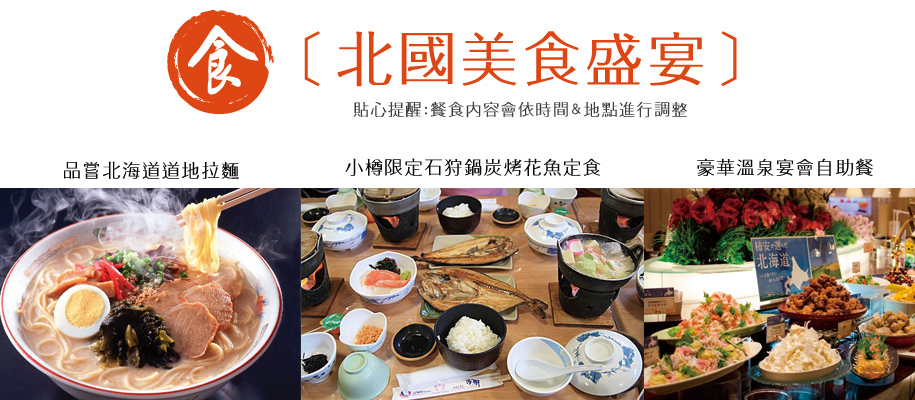 食
〔北國美食盛宴〕
貼心提醒:餐食內容會依時間&地點進行調整
品嘗北海道道地拉麵
小樽限定石狩鍋炭烤花魚定食
豪華溫泉宴會自助餐
北海道